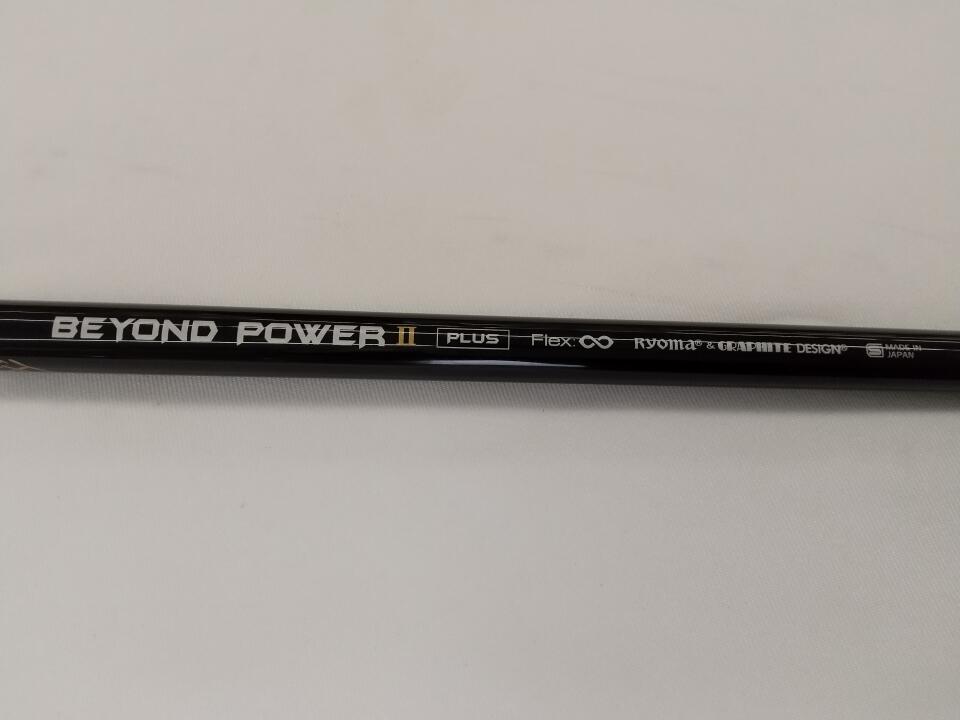 BEYOND POWER II PLUS Flex:∞ Ryoma® & GRAPHITE DESIGN® MADE IN
JAPAN